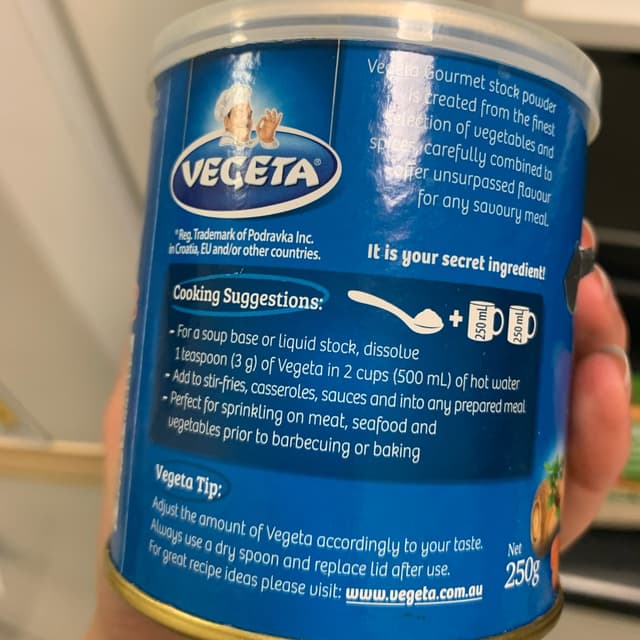 Vegeta Gourmet stock powder
is created from the finest
selection of vegetables and
spices, carefully combined to
offer unsurpassed flavour
for any savoury meal.
VEGETA®
*Reg. Trademark of Podravka Inc.
in Croatia, EU and/or other countries.
It is your secret ingredient!
Cooking Suggestions:
+ 250 mL 250 mL
- For a soup base or liquid stock, dissolve
1 teaspoon (3 g) of Vegeta in 2 cups (500 mL) of hot water
- Add to stir-fries, casseroles, sauces and into any prepared meal
- Perfect for sprinkling on meat, seafood and
vegetables prior to barbecuing or baking
Vegeta Tip:
Adjust the amount of Vegeta accordingly to your taste.
Always use a dry spoon and replace lid after use.
For great recipe ideas please visit: www.vegeta.com.au
Net
250g